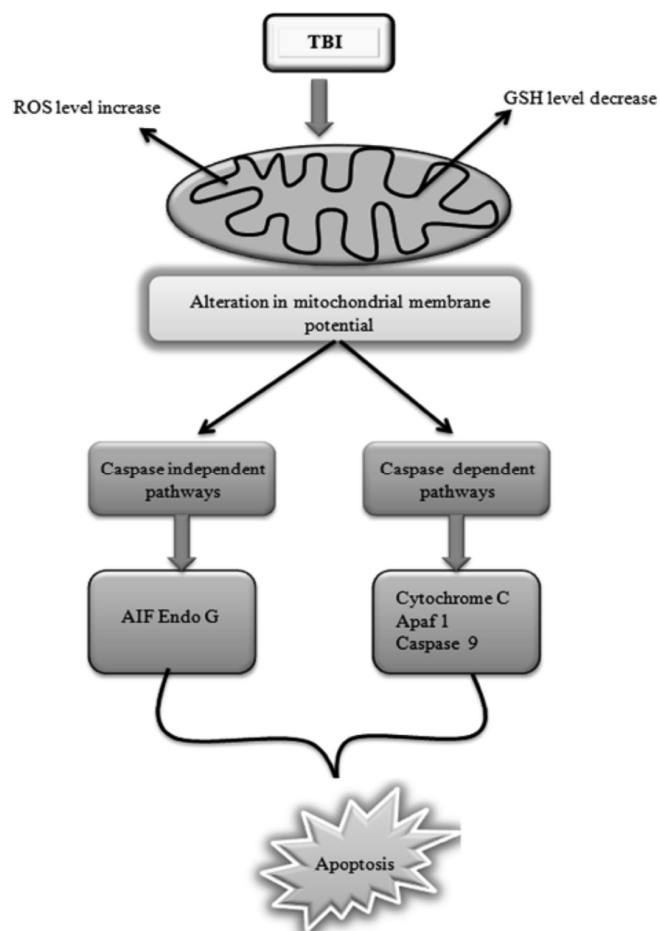 TBI
ROS level increase
GSH level decrease
Alteration in mitochondrial membrane
potential
Caspase independent
pathways
Caspase dependent
pathways
AIF Endo G
Cytochrome C
Apaf 1
Caspase 9
Apoptosis